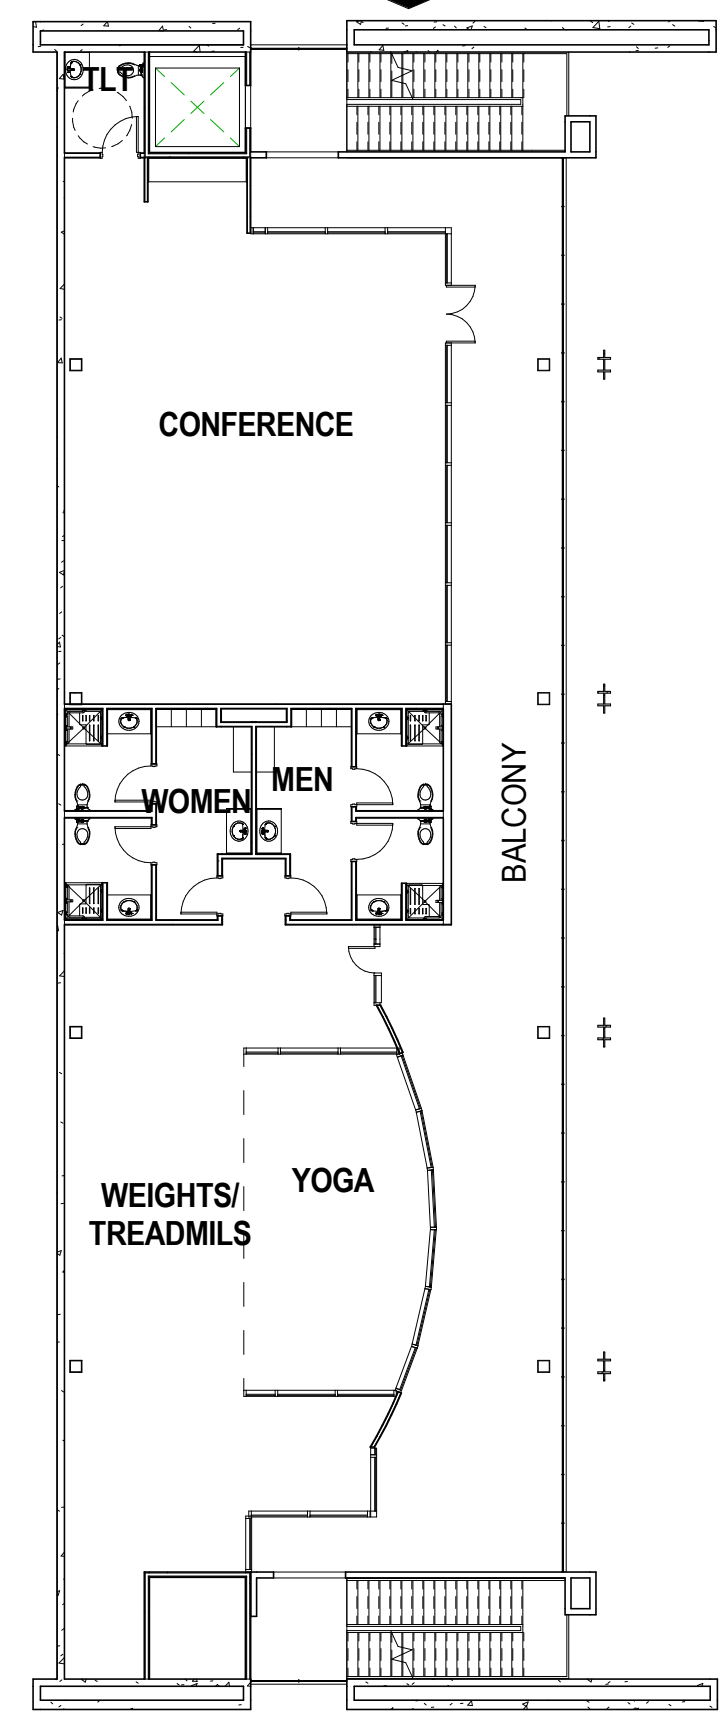 TLT
CONFERENCE
MEN
WOMEN
BALCONY
YOGA
WEIGHTS/
TREADMILS